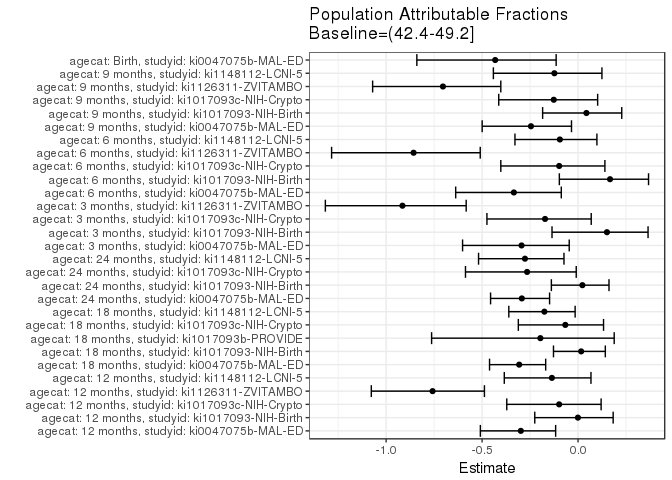 Population Attributable Fractions
Baseline=(42.4-49.2]
agecat: Birth, studyid: ki0047075b-MAL-ED
agecat: 9 months, studyid: ki1148112-LCNI-5
agecat: 9 months, studyid: ki1126311-ZVITAMBO
agecat: 9 months, studyid: ki1017093c-NIH-Crypto
agecat: 9 months, studyid: ki1017093-NIH-Birth
agecat: 9 months, studyid: ki0047075b-MAL-ED
agecat: 6 months, studyid: ki1148112-LCNI-5
agecat: 6 months, studyid: ki1126311-ZVITAMBO
agecat: 6 months, studyid: ki1017093c-NIH-Crypto
agecat: 6 months, studyid: ki1017093-NIH-Birth
agecat: 6 months, studyid: ki0047075b-MAL-ED
agecat: 3 months, studyid: ki1126311-ZVITAMBO
agecat: 3 months, studyid: ki1017093c-NIH-Crypto
agecat: 3 months, studyid: ki1017093-NIH-Birth
agecat: 3 months, studyid: ki0047075b-MAL-ED
agecat: 24 months, studyid: ki1148112-LCNI-5
agecat: 24 months, studyid: ki1017093c-NIH-Crypto
agecat: 24 months, studyid: ki1017093-NIH-Birth
agecat: 24 months, studyid: ki0047075b-MAL-ED
agecat: 18 months, studyid: ki1148112-LCNI-5
agecat: 18 months, studyid: ki1017093c-NIH-Crypto
agecat: 18 months, studyid: ki1017093b-PROVIDE
agecat: 18 months, studyid: ki1017093-NIH-Birth
agecat: 18 months, studyid: ki0047075b-MAL-ED
agecat: 12 months, studyid: ki1148112-LCNI-5
agecat: 12 months, studyid: ki1126311-ZVITAMBO
agecat: 12 months, studyid: ki1017093c-NIH-Crypto
agecat: 12 months, studyid: ki1017093-NIH-Birth
agecat: 12 months, studyid: ki0047075b-MAL-ED
-1.0 -0.5 0.0
Estimate